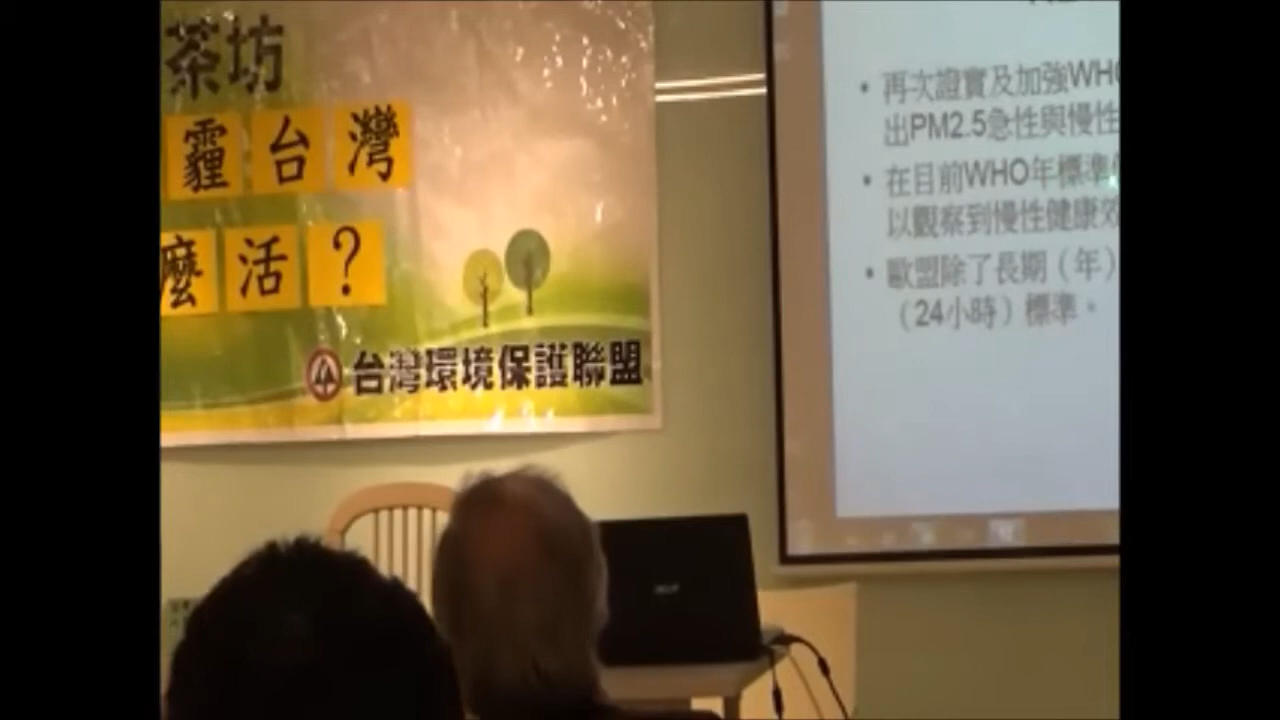 茶坊
霾台灣
麼活？
台灣環境保護聯盟
再次證實及加強WHO
出PM2.5急性與慢性
在目前WHO年標準
以觀察到慢性健康效
歐盟除了長期（年）
（24小時）標準。
acer